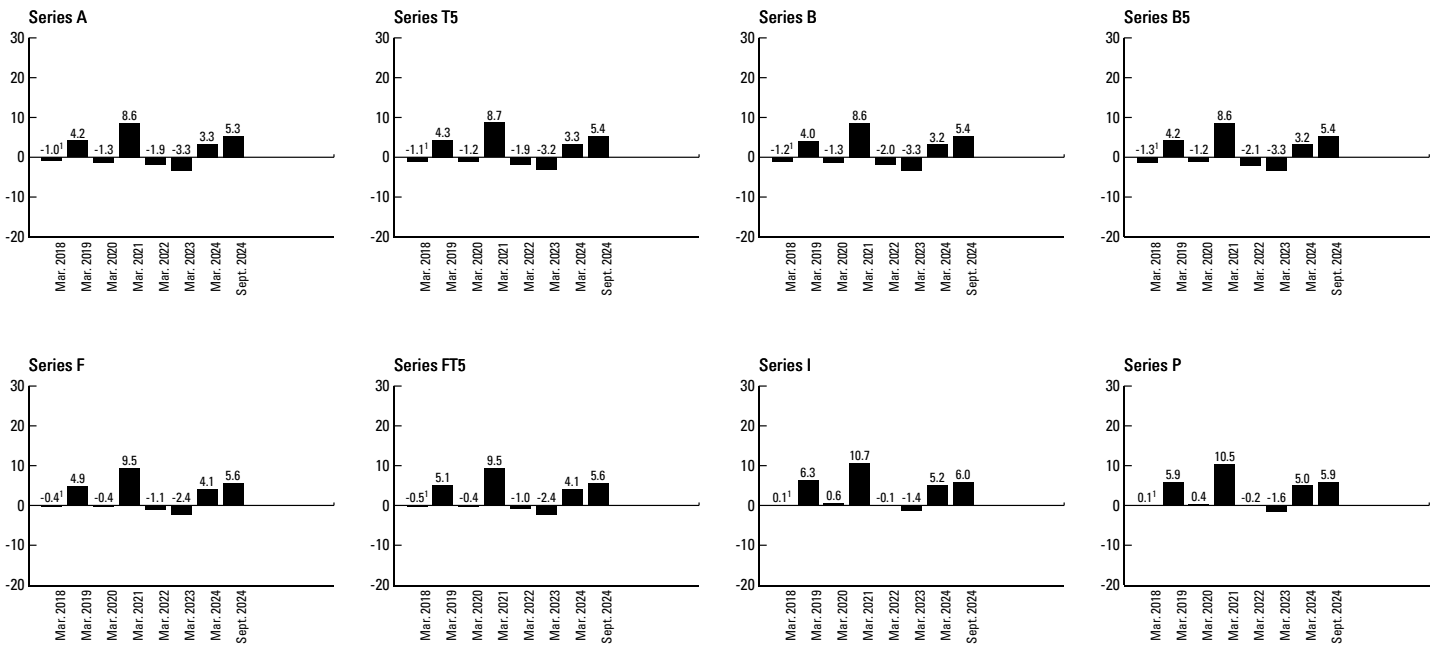 Series A
30
20
10
0
-10
-20
-1.0¹ 4.2 -1.3 8.6 -1.9 -3.3 3.3 5.3
Mar. 2018
Mar. 2019
Mar. 2020
Mar. 2021
Mar. 2022
Mar. 2023
Mar. 2024
Sept. 2024
Series T5
30
20
10
0
-10
-20
-1.1¹ 4.3 -1.2 8.7 -1.9 -3.2 3.3 5.4
Mar. 2018
Mar. 2019
Mar. 2020
Mar. 2021
Mar. 2022
Mar. 2023
Mar. 2024
Sept. 2024
Series B
30
20
10
0
-10
-20
-1.2¹ 4.0 -1.3 8.6 -2.0 -3.3 3.2 5.4
Mar. 2018
Mar. 2019
Mar. 2020
Mar. 2021
Mar. 2022
Mar. 2023
Mar. 2024
Sept. 2024
Series B5
30
20
10
0
-10
-20
-1.3¹ 4.2 -1.2 8.6 -2.1 -3.3 3.2 5.4
Mar. 2018
Mar. 2019
Mar. 2020
Mar. 2021
Mar. 2022
Mar. 2023
Mar. 2024
Sept. 2024
Series F
30
20
10
0
-10
-20
-0.4¹ 4.9 -0.4 9.5 -1.1 -2.4 4.1 5.6
Mar. 2018
Mar. 2019
Mar. 2020
Mar. 2021
Mar. 2022
Mar. 2023
Mar. 2024
Sept. 2024
Series FT5
30
20
10
0
-10
-20
-0.5¹ 5.1 -0.4 9.5 -1.0 -2.4 4.1 5.6
Mar. 2018
Mar. 2019
Mar. 2020
Mar. 2021
Mar. 2022
Mar. 2023
Mar. 2024
Sept. 2024
Series I
30
20
10
0
-10
-20
0.1¹ 6.3 0.6 10.7 -0.1 -1.4 5.2 6.0
Mar. 2018
Mar. 2019
Mar. 2020
Mar. 2021
Mar. 2022
Mar. 2023
Mar. 2024
Sept. 2024
Series P
30
20
10
0
-10
-20
0.1¹ 5.9 0.4 10.5 -0.2 -1.6 5.0 5.9
Mar. 2018
Mar. 2019
Mar. 2020
Mar. 2021
Mar. 2022
Mar. 2023
Mar. 2024
Sept. 2024